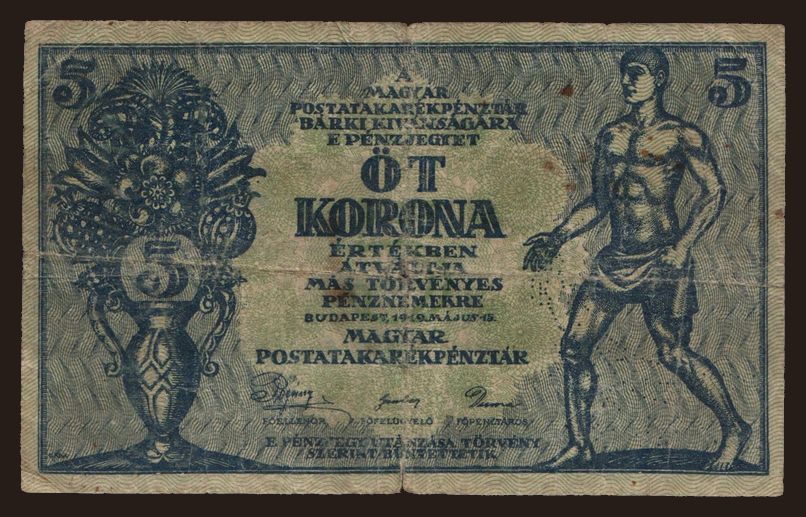 5
5
A
MAGYAR
POSTATAKARÉKPÉNZTÁR
BÁRKI KIVÁNSÁGÁRA
E PÉNZJEGYET
ÖT
KORONA
ÉRTÉKBEN
ÁTVÁLTJA
MÁS TÖRVÉNYES
PÉNZNEMEKRE
BUDAPEST, 1919. MÁJUS 15.
MAGYAR
POSTATAKARÉKPÉNZTÁR
5
FŐELLENŐR FŐFELÜGYELŐ FŐPÉNZTÁROS
E PÉNZJEGY UTÁNZÁSA TÖRVÉNY
SZERINT BÜNTETTETIK